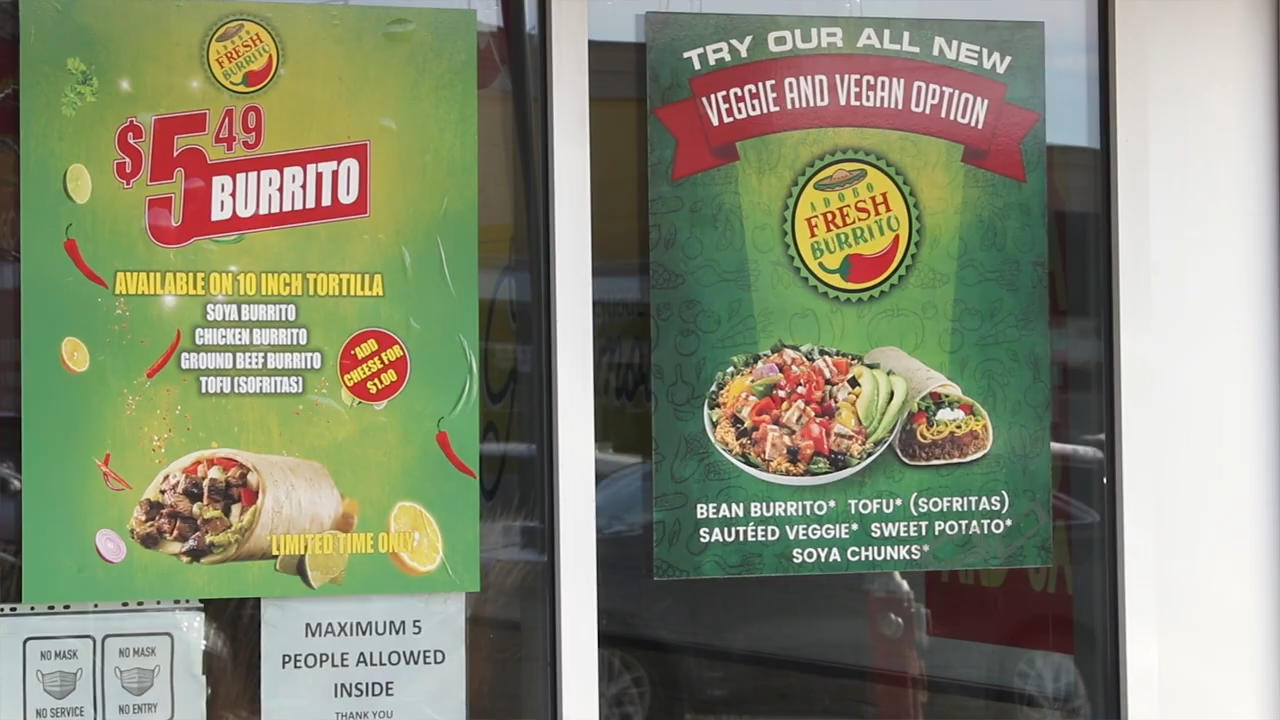 ADOBO
FRESH
BURRITO
$5 49
BURRITO
AVAILABLE ON 10 INCH TORTILLA
SOYA BURRITO
CHICKEN BURRITO
GROUND BEEF BURRITO
TOFU (SOFRITAS)
*ADD
CHEESE FOR
$1.00
*LIMITED TIME ONLY
NO MASK
NO SERVICE
NO MASK
NO ENTRY
MAXIMUM 5
PEOPLE ALLOWED
INSIDE
THANK YOU
TRY OUR ALL NEW
VEGGIE AND VEGAN OPTION
ADOBO
FRESH
BURRITO
BEAN BURRITO* TOFU* (SOFRITAS)
SAUTÉED VEGGIE* SWEET POTATO*
SOYA CHUNKS*